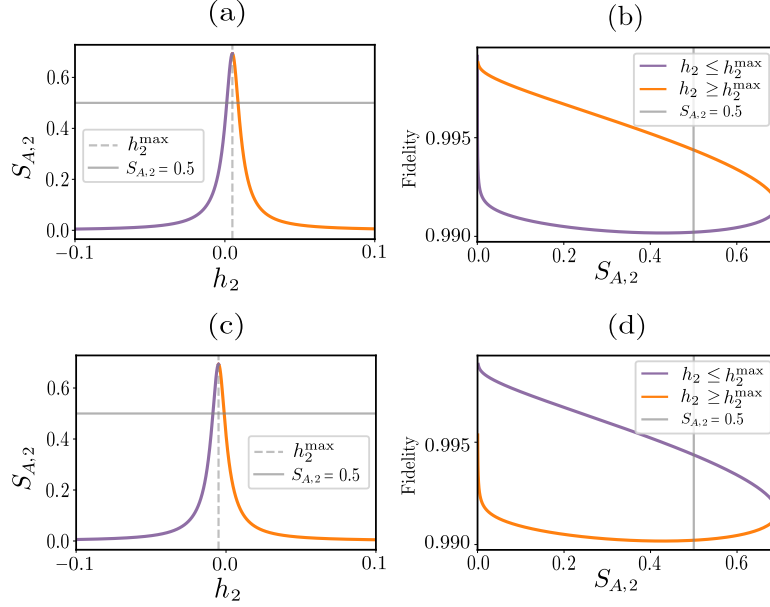 (a)
S_{A,2}
0.6
0.4
0.2
0.0
h_2^{max}
S_{A,2} = 0.5
−0.1
0.0
0.1
h_2
(b)
Fidelity
0.995
0.990
h_2 ≤ h_2^{max}
h_2 ≥ h_2^{max}
S_{A,2} = 0.5
0.0
0.2
0.4
0.6
S_{A,2}
(c)
S_{A,2}
0.6
0.4
0.2
0.0
h_2^{max}
S_{A,2} = 0.5
−0.1
0.0
0.1
h_2
(d)
Fidelity
0.995
0.990
h_2 ≤ h_2^{max}
h_2 ≥ h_2^{max}
S_{A,2} = 0.5
0.0
0.2
0.4
0.6
S_{A,2}